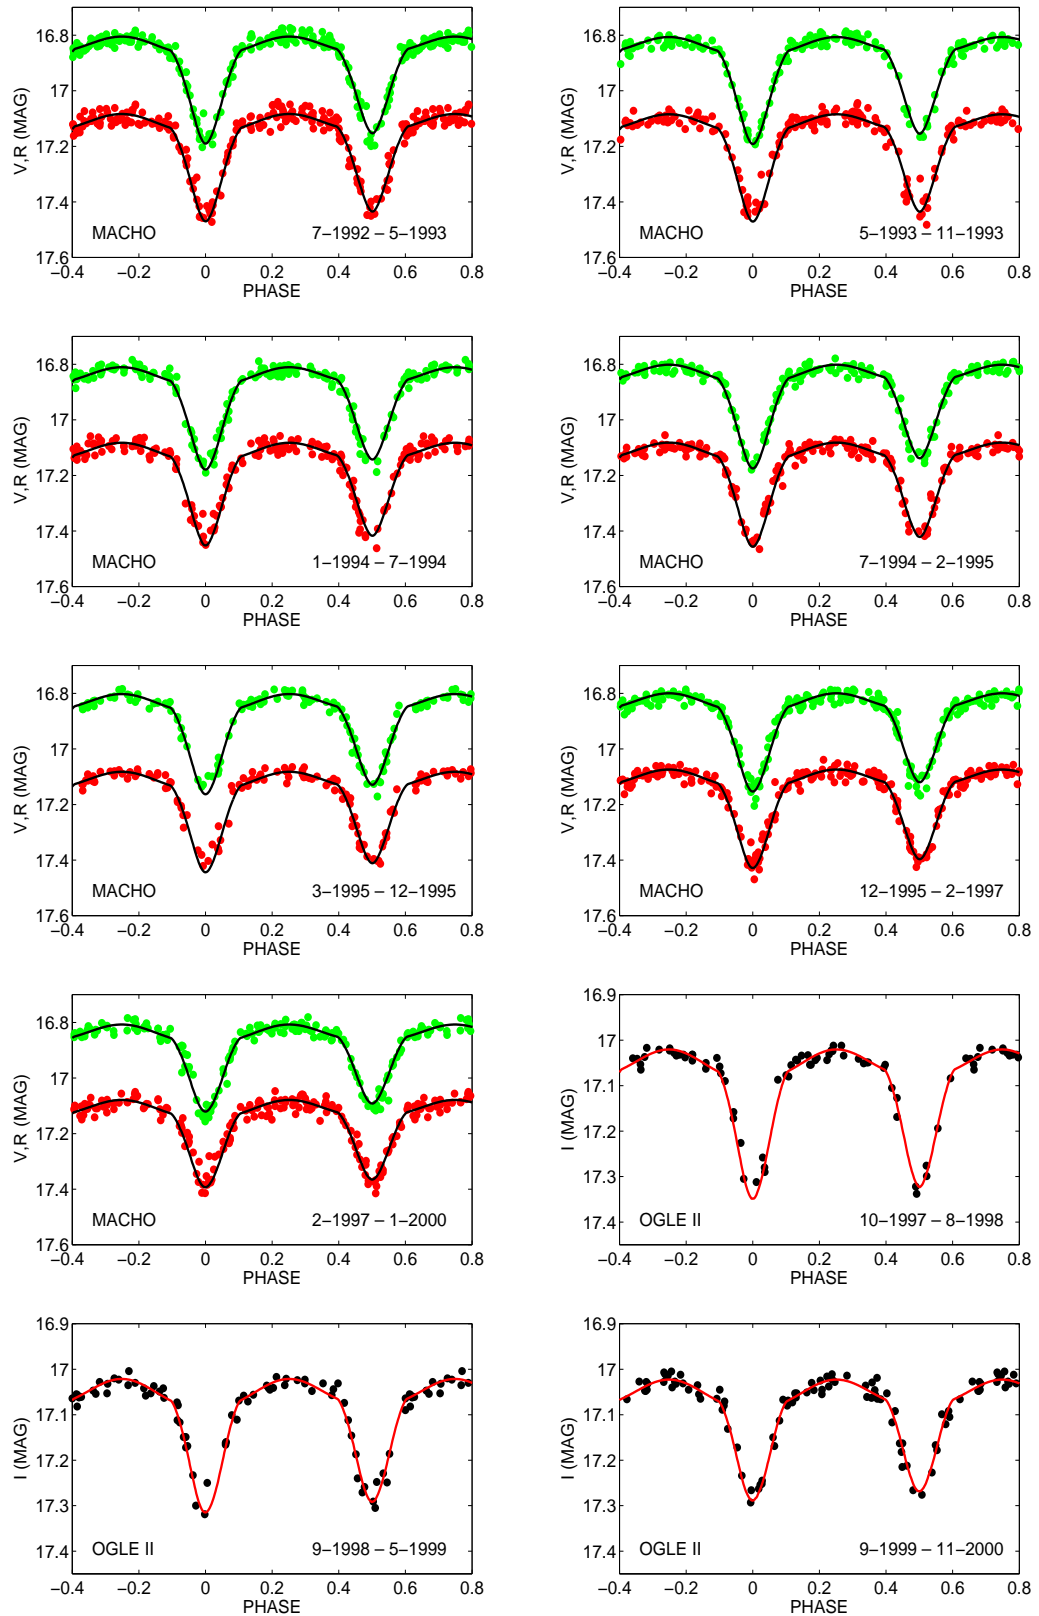 16.8
17
17.2
17.4
17.6
V,R (MAG)
MACHO
7−1992 − 5−1993
−0.4 −0.2 0 0.2 0.4 0.6 0.8
PHASE
16.8
17
17.2
17.4
17.6
V,R (MAG)
MACHO
5−1993 − 11−1993
−0.4 −0.2 0 0.2 0.4 0.6 0.8
PHASE
16.8
17
17.2
17.4
17.6
V,R (MAG)
MACHO
1−1994 − 7−1994
−0.4 −0.2 0 0.2 0.4 0.6 0.8
PHASE
16.8
17
17.2
17.4
17.6
V,R (MAG)
MACHO
7−1994 − 2−1995
−0.4 −0.2 0 0.2 0.4 0.6 0.8
PHASE
16.8
17
17.2
17.4
17.6
V,R (MAG)
MACHO
3−1995 − 12−1995
−0.4 −0.2 0 0.2 0.4 0.6 0.8
PHASE
16.8
17
17.2
17.4
17.6
V,R (MAG)
MACHO
12−1995 − 2−1997
−0.4 −0.2 0 0.2 0.4 0.6 0.8
PHASE
16.8
17
17.2
17.4
17.6
V,R (MAG)
MACHO
2−1997 − 1−2000
−0.4 −0.2 0 0.2 0.4 0.6 0.8
PHASE
16.9
17
17.1
17.2
17.3
17.4
I (MAG)
OGLE II
10−1997 − 8−1998
−0.4 −0.2 0 0.2 0.4 0.6 0.8
PHASE
16.9
17
17.1
17.2
17.3
17.4
I (MAG)
OGLE II
9−1998 − 5−1999
−0.4 −0.2 0 0.2 0.4 0.6 0.8
PHASE
16.9
17
17.1
17.2
17.3
17.4
I (MAG)
OGLE II
9−1999 − 11−2000
−0.4 −0.2 0 0.2 0.4 0.6 0.8
PHASE